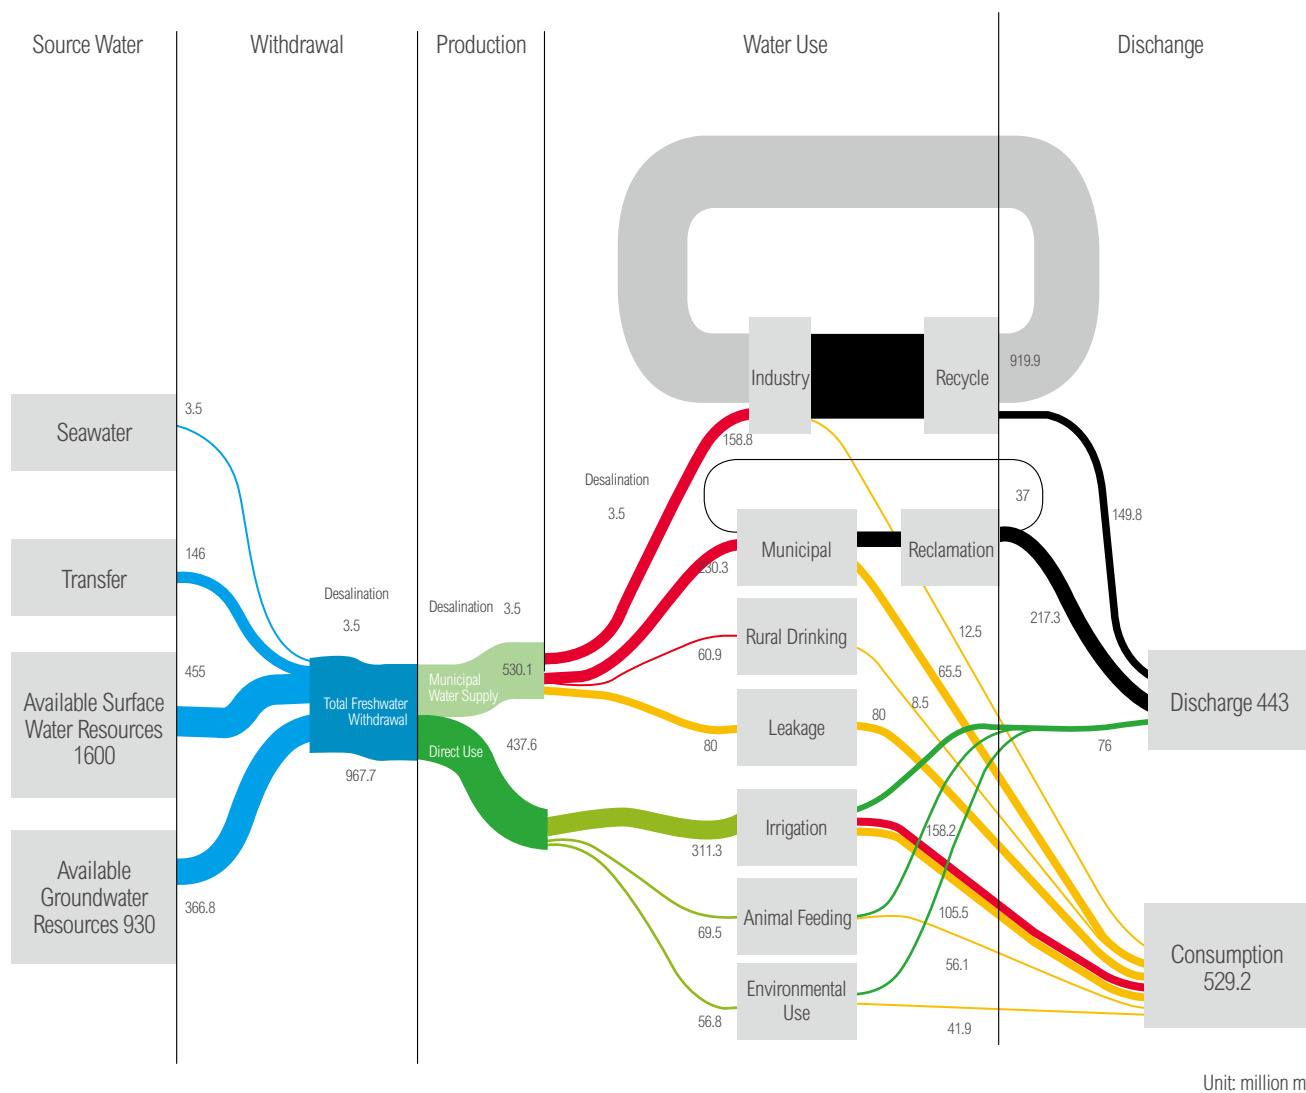 Source Water
Withdrawal
Production
Water Use
Dischange
919.9
Industry
Recycle
3.5
Seawater
158.8
Desalination
3.5
37
149.8
146
Transfer
Municipal
Reclamation
230.3
Desalination
3.5
Desalination 3.5
217.3
12.5
Rural Drinking
60.9
455
530.1
65.5
Municipal
Water Supply
Available Surface
Water Resources
1600
Total Freshwater
Withdrawal
8.5
Discharge 443
80
Leakage
80
76
437.6
Direct Use
967.7
Irrigation
158.2
311.3
Available
Groundwater
Resources 930
366.8
Animal Feeding
105.5
69.5
56.1
Consumption
529.2
Environmental
Use
56.8
41.9
Unit: million m